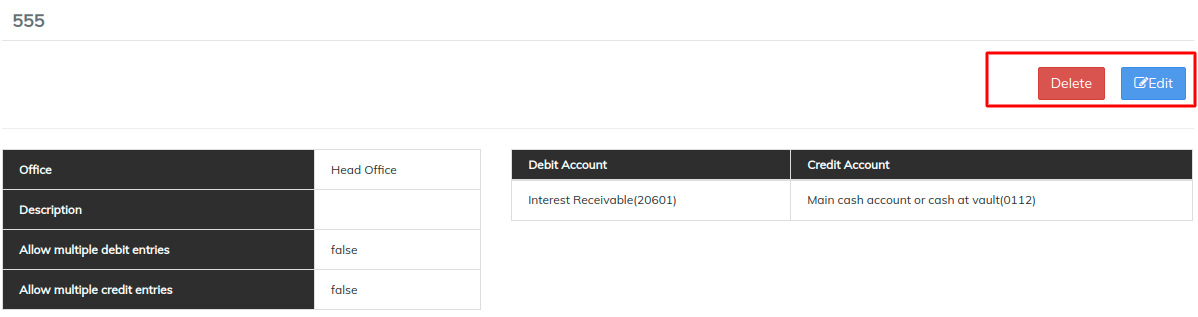 555
Delete
Edit
Office Head Office
Description
Allow multiple debit entries false
Allow multiple credit entries false
Debit Account Credit Account
Interest Receivable(20601) Main cash account or cash at vault(0112)